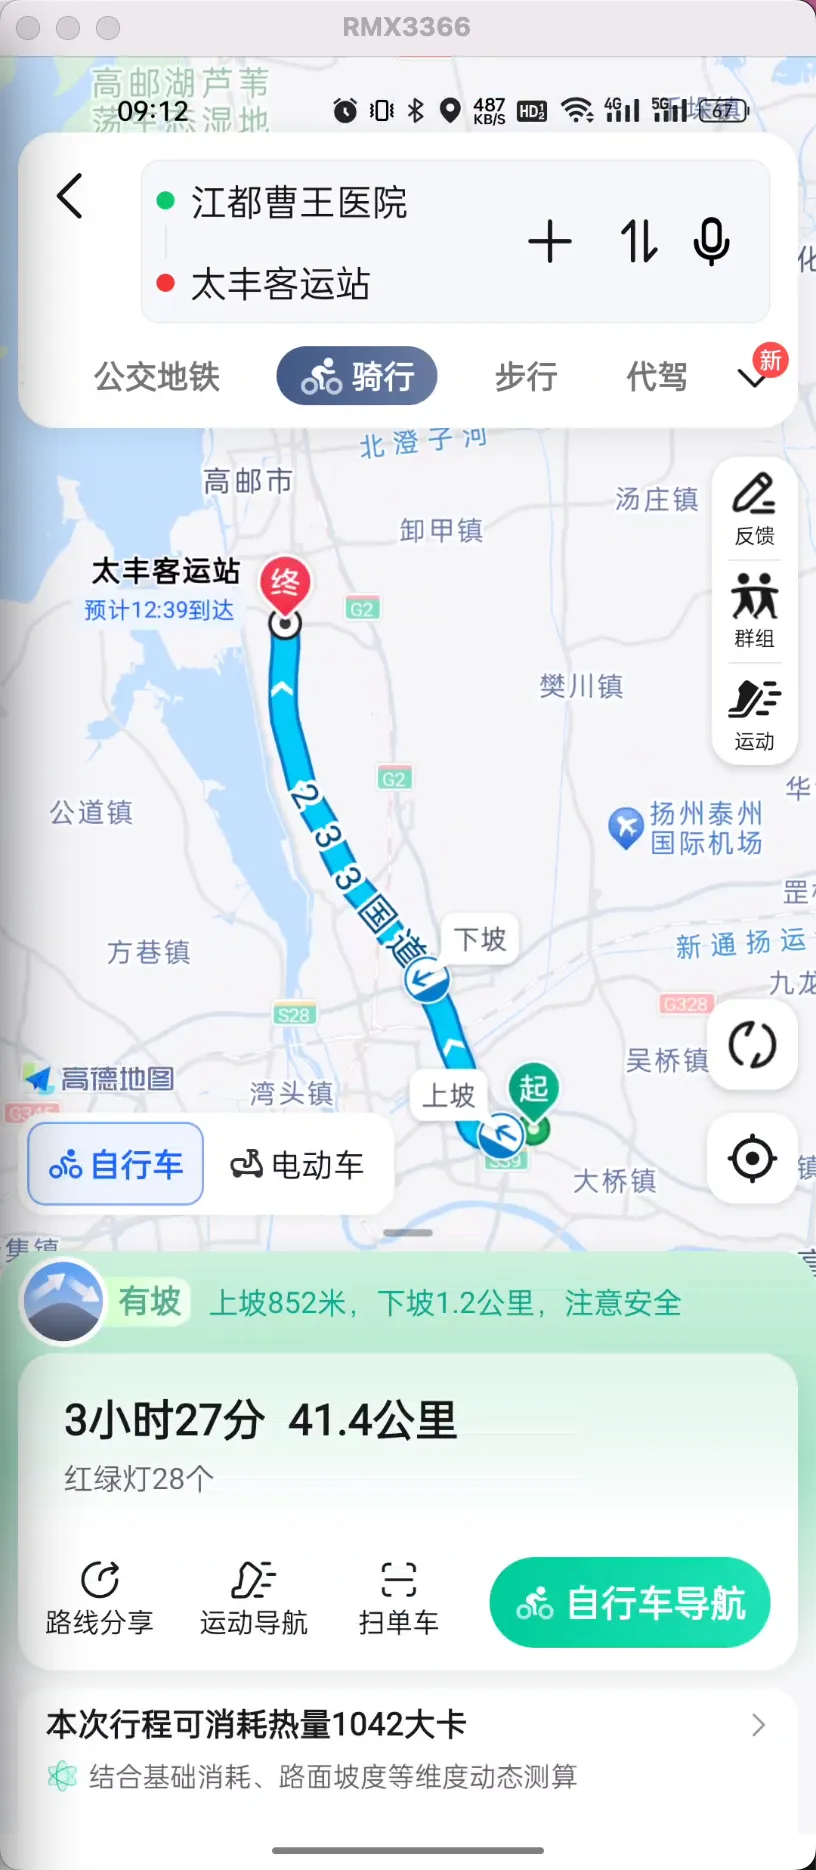 RMX3366
高邮湖芦苇
荡生态湿地
09:12
487
KB/S
HD
4G
5G
67
江都曹王医院
太丰客运站
公交地铁
骑行
步行
代驾
新
北澄子河
高邮市
汤庄镇
反馈
卸甲镇
太丰客运站
终
预计12:39到达
G2
群组
樊川镇
运动
G2
公道镇
扬州泰州
国际机场
233国道
下坡
方巷镇
新通扬运
九龙
G328
S28
吴桥镇
高德地图
湾头镇
上坡
起
自行车
电动车
S39
大桥镇
镇
集镇
有坡
上坡852米，下坡1.2公里，注意安全
3小时27分 41.4公里
红绿灯28个
路线分享
运动导航
扫单车
自行车导航
本次行程可消耗热量1042大卡
结合基础消耗、路面坡度等维度动态测算